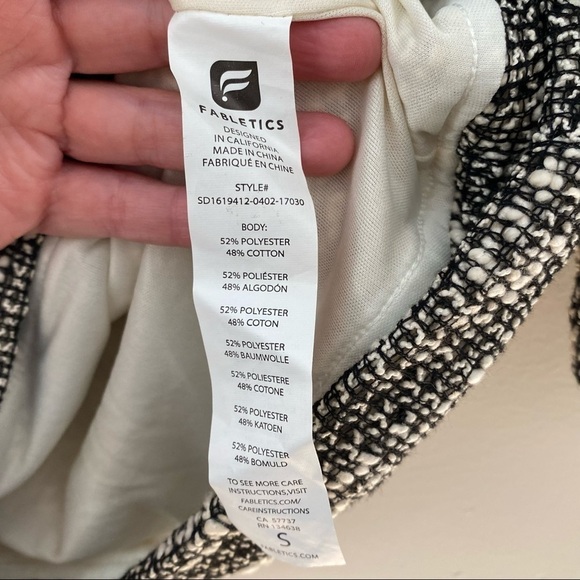 FABLETICS
DESIGNED
IN CALIFORNIA
MADE IN CHINA
FABRIQUÉ EN CHINE
STYLE#
SD1619412-0402-17030
BODY:
52% POLYESTER
48% COTTON
52% POLIÉSTER
48% ALGODÓN
52% POLYESTER
48% COTON
52% POLYESTER
48% BAUMWOLLE
52% POLIESTERE
48% COTONE
52% POLYESTER
48% KATOEN
52% POLYESTER
48% BOMULD
TO SEE MORE CARE
INSTRUCTIONS,VISIT
FABLETICS.COM/
CAREINSTRUCTIONS
CA 57737
RN 134638
S
FABLETICS.COM